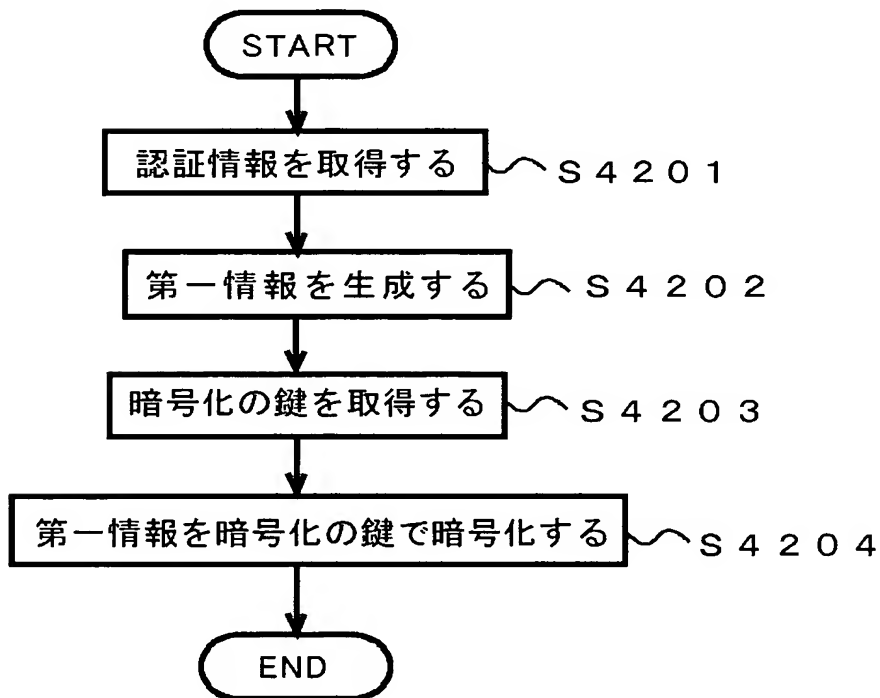 START
認証情報を取得する Ｓ４２０１
第一情報を生成する Ｓ４２０２
暗号化の鍵を取得する Ｓ４２０３
第一情報を暗号化の鍵で暗号化する Ｓ４２０４
END